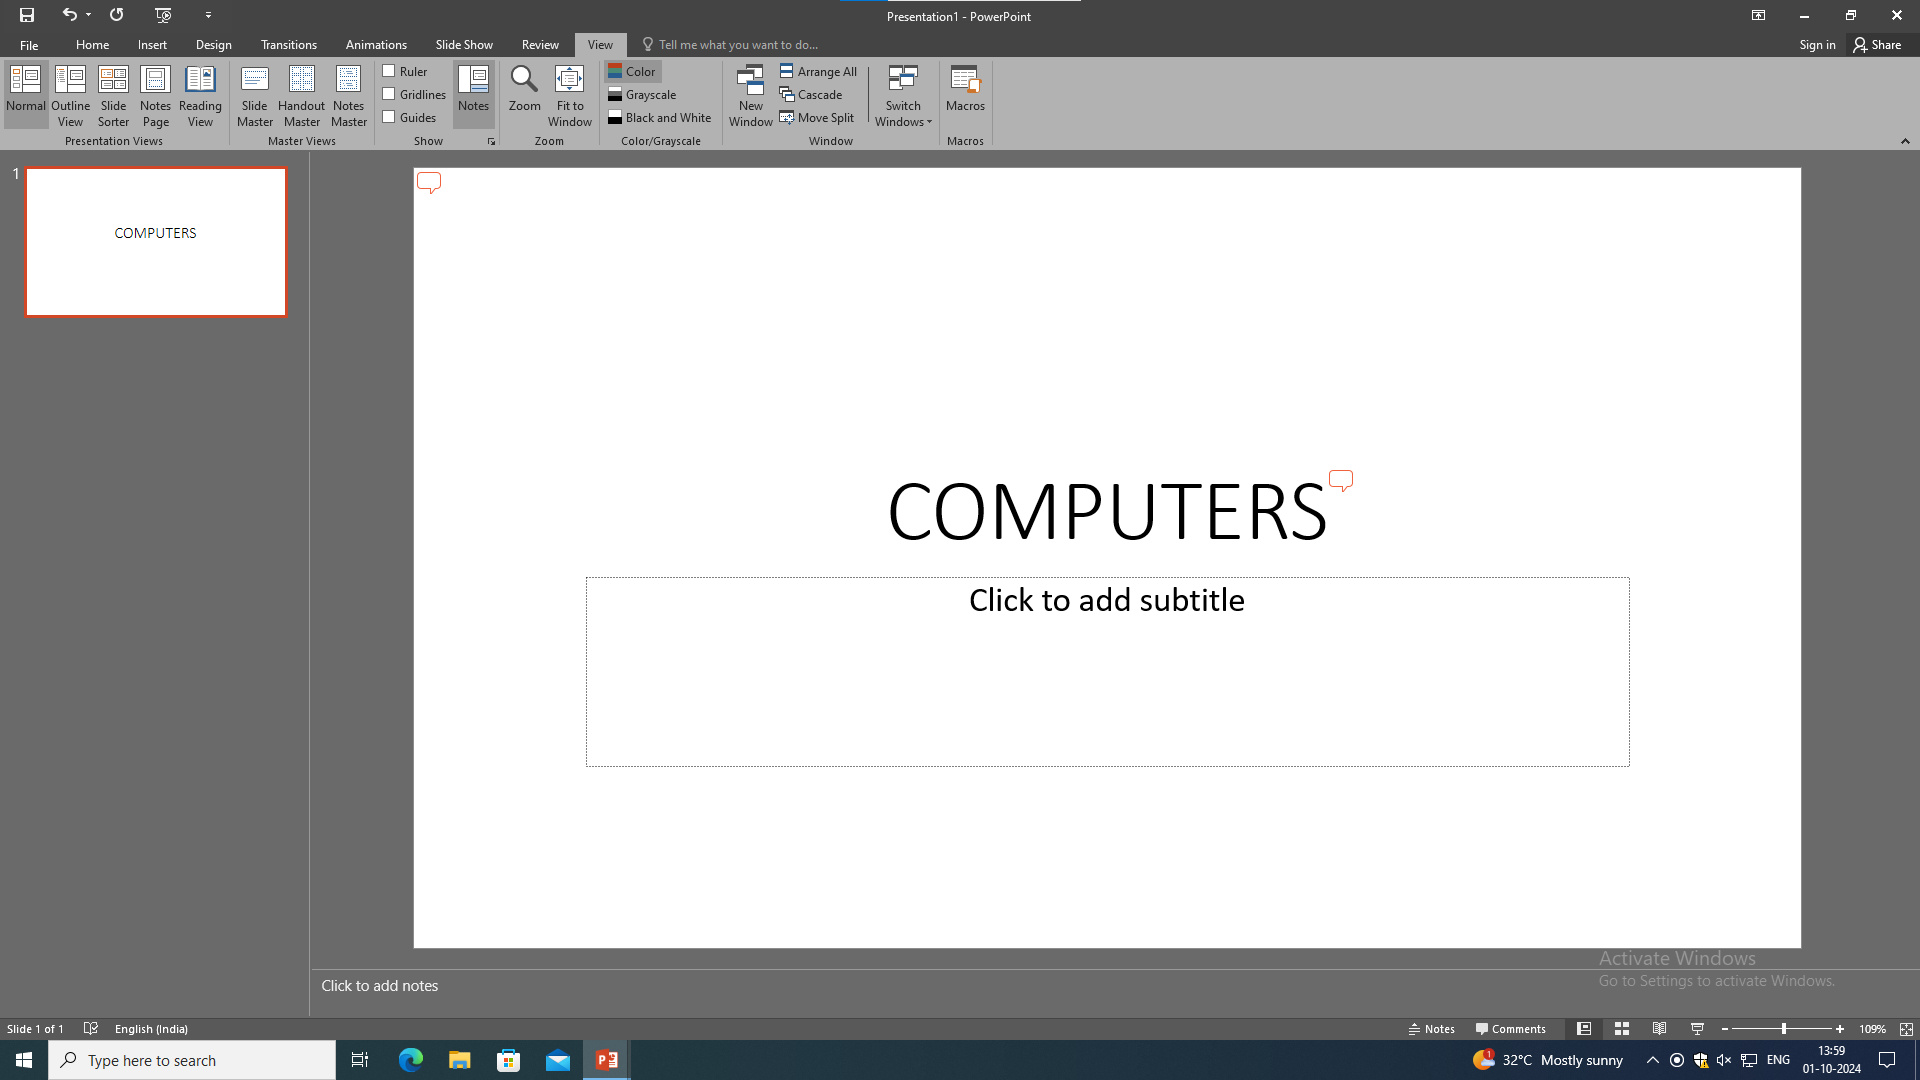 Presentation1 - PowerPoint
File Home Insert Design Transitions Animations Slide Show Review View Tell me what you want to do... Sign in Share
Normal Outline View Slide Sorter Notes Page Reading View
Presentation Views
Slide Master Handout Master Notes Master
Master Views
Ruler
Gridlines
Guides
Notes
Show
Zoom Fit to Window
Zoom
Color
Grayscale
Black and White
Color/Grayscale
New Window
Arrange All
Cascade
Move Split
Switch Windows
Window
Macros
Macros
1
COMPUTERS
COMPUTERS
Click to add subtitle
Click to add notes
Activate Windows
Go to Settings to activate Windows.
Slide 1 of 1 English (India) Notes Comments 109%
Type here to search 1 32°C Mostly sunny ENG 13:59
01-10-2024